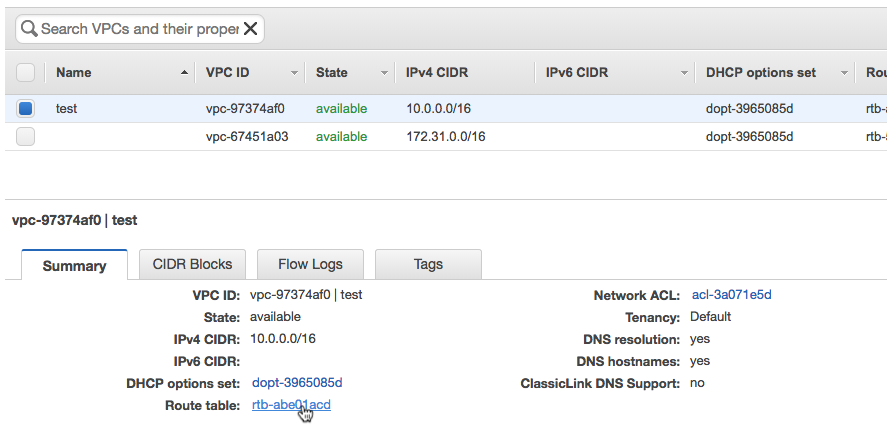 Search VPCs and their proper
Name VPC ID State IPv4 CIDR IPv6 CIDR DHCP options set Rou
test vpc-97374af0 available 10.0.0.0/16 dopt-3965085d rtb-a
vpc-67451a03 available 172.31.0.0/16 dopt-3965085d rtb-
vpc-97374af0 | test
Summary CIDR Blocks Flow Logs Tags
VPC ID: vpc-97374af0 | test Network ACL: acl-3a071e5d
State: available Tenancy: Default
IPv4 CIDR: 10.0.0.0/16 DNS resolution: yes
IPv6 CIDR: DNS hostnames: yes
DHCP options set: dopt-3965085d ClassicLink DNS Support: no
Route table: rtb-abe01acd